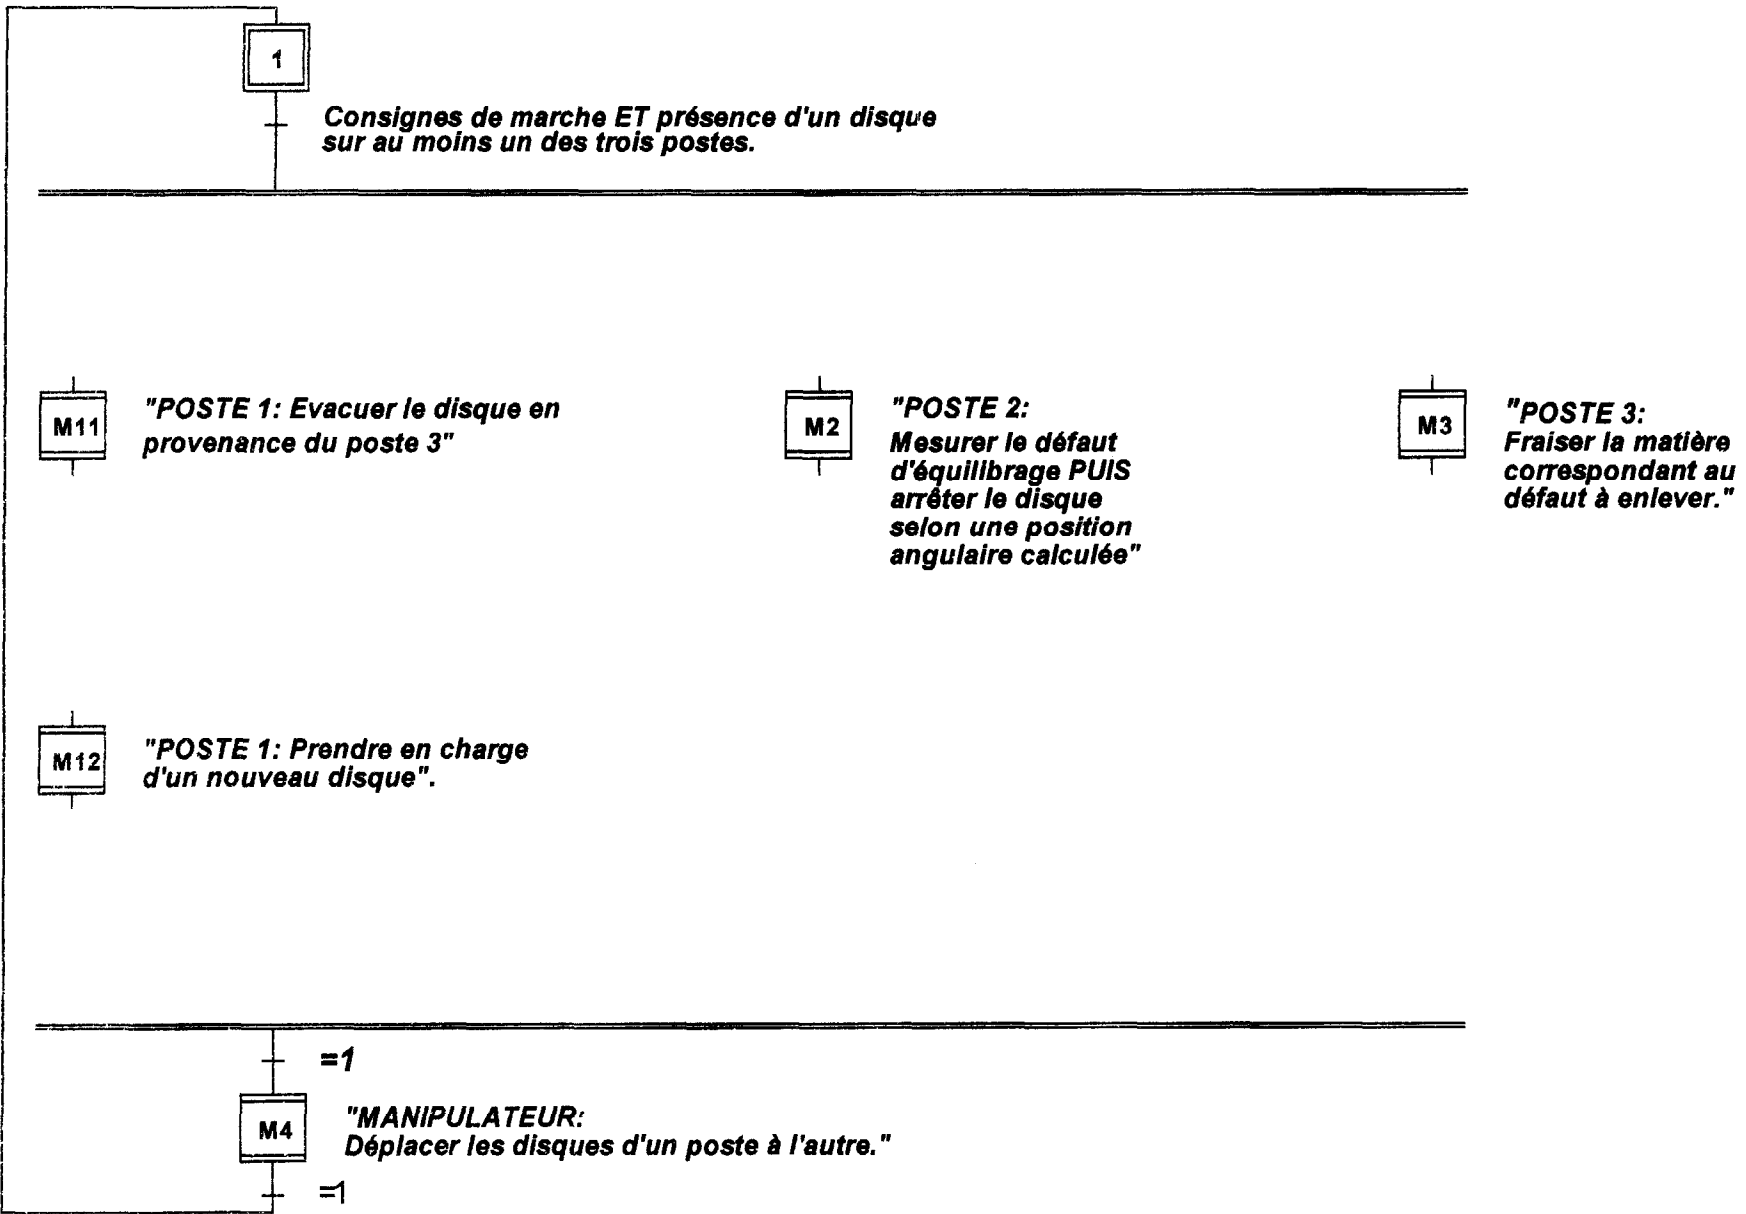 1
Consignes de marche ET présence d'un disque
sur au moins un des trois postes.
M11
"POSTE 1: Evacuer le disque en
provenance du poste 3"
M2
"POSTE 2:
Mesurer le défaut
d'équilibrage PUIS
arrêter le disque
selon une position
angulaire calculée"
M3
"POSTE 3:
Fraiser la matière
correspondant au
défaut à enlever."
M12
"POSTE 1: Prendre en charge
d'un nouveau disque".
=1
M4
"MANIPULATEUR:
Déplacer les disques d'un poste à l'autre."
=1